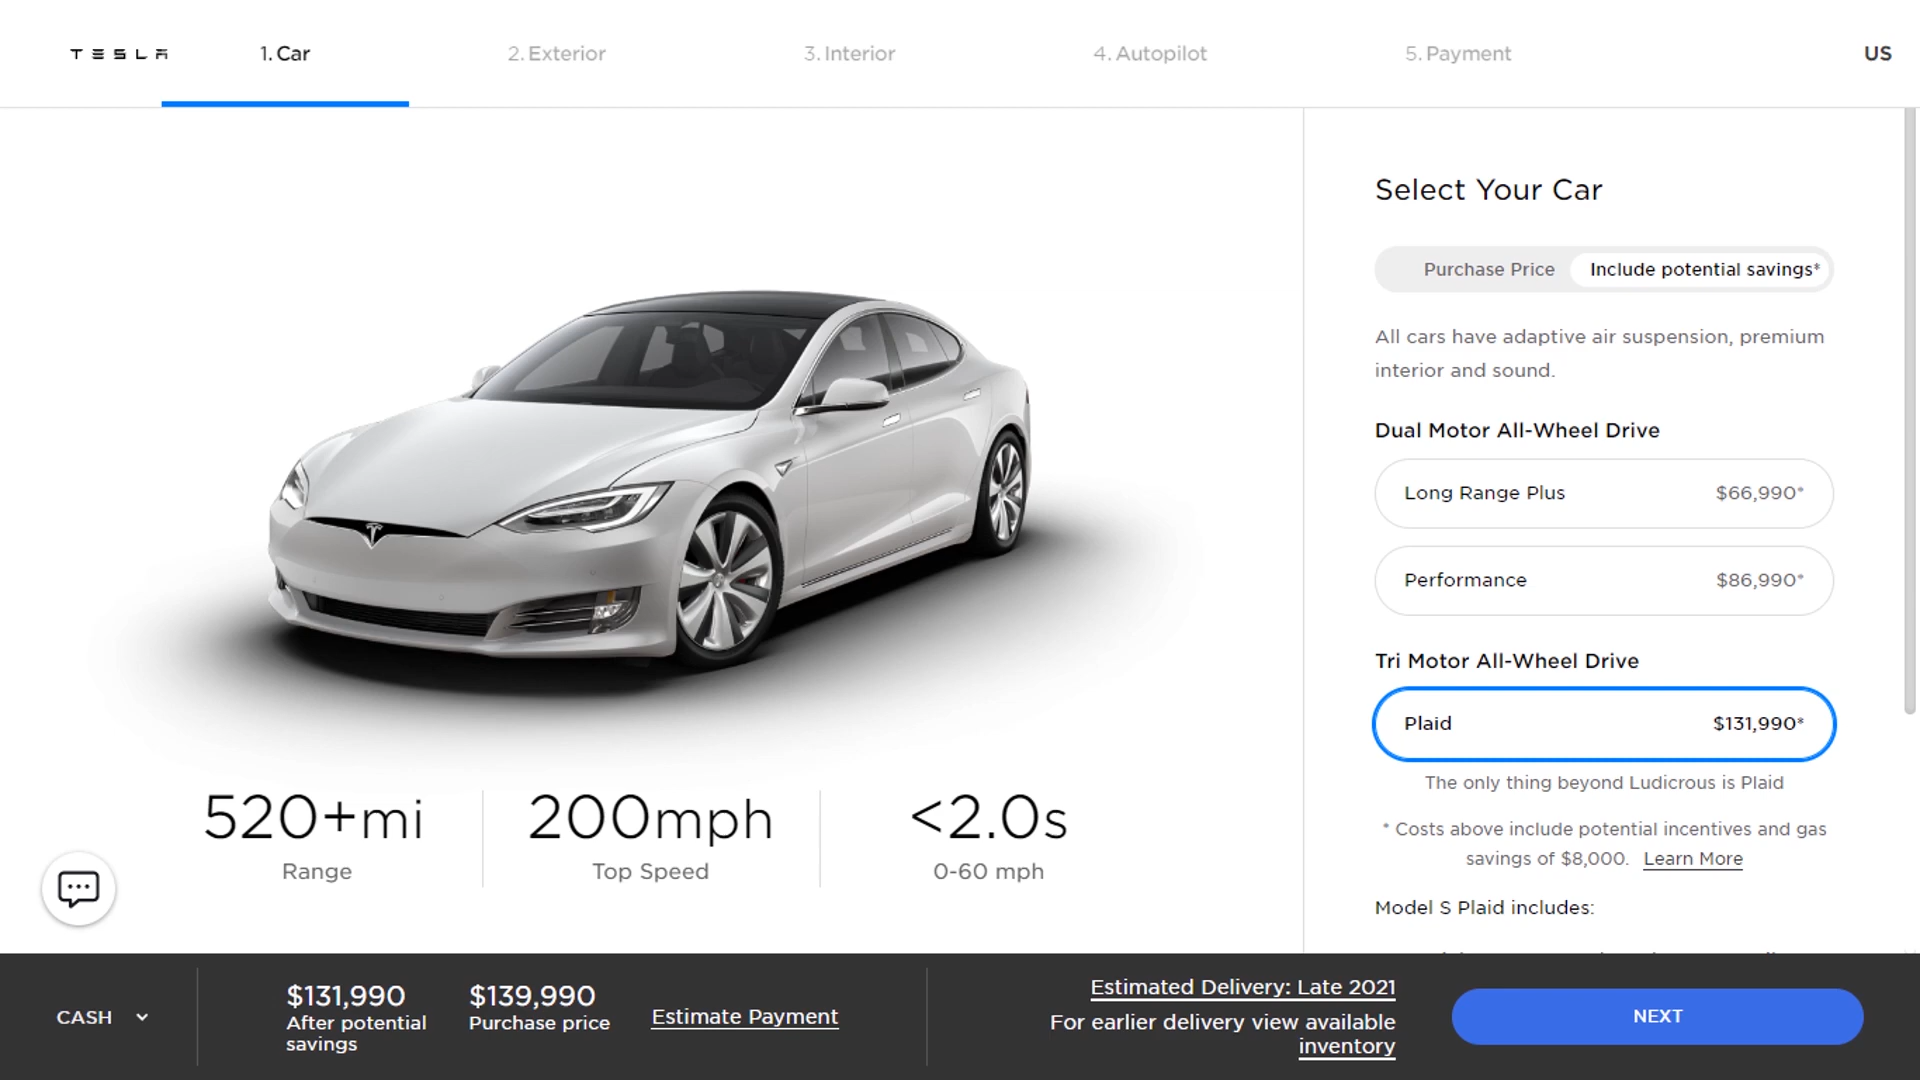 TESLA
1. Car
2. Exterior
3. Interior
4. Autopilot
5. Payment
US
Select Your Car
Purchase Price
Include potential savings*
All cars have adaptive air suspension, premium
interior and sound.
Dual Motor All-Wheel Drive
Long Range Plus $66,990*
Performance $86,990*
Tri Motor All-Wheel Drive
Plaid $131,990*
The only thing beyond Ludicrous is Plaid
* Costs above include potential incentives and gas
savings of $8,000. Learn More
Model S Plaid includes:
520+mi
Range
200mph
Top Speed
<2.0s
0-60 mph
CASH
$131,990
After potential
savings
$139,990
Purchase price
Estimate Payment
Estimated Delivery: Late 2021
For earlier delivery view available
inventory
NEXT